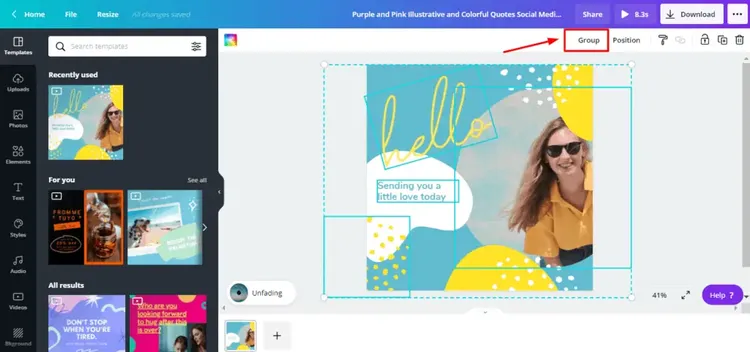 Home
File
Resize
All changes saved
Purple and Pink Illustrative and Colorful Quotes Social Medi...
Share
8.3s
Download
Templates
Search templates
Group
Position
Recently used
Uploads
Photos
Elements
Text
Styles
Audio
Videos
Bkground
For you
See all
FROM ME
TO YOU
All results
DON'T STOP
WHEN YOU'RE
TIRED.
Who are you
looking forward
to hug after this
is over?
hello
Sending you a
little love today
Unfading
41%
Help ?